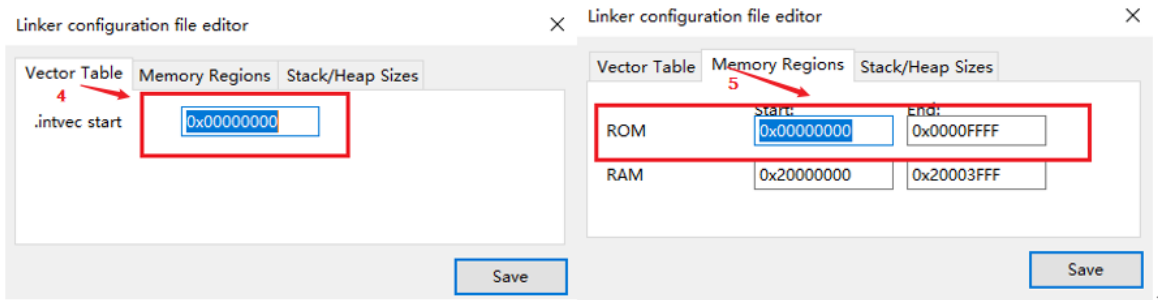 Linker configuration file editor
Vector Table Memory Regions Stack/Heap Sizes
4
.intvec start 0x00000000
Save
Linker configuration file editor
Vector Table Memory Regions Stack/Heap Sizes
5
Start: End:
ROM 0x00000000 0x0000FFFF
RAM 0x20000000 0x20003FFF
Save